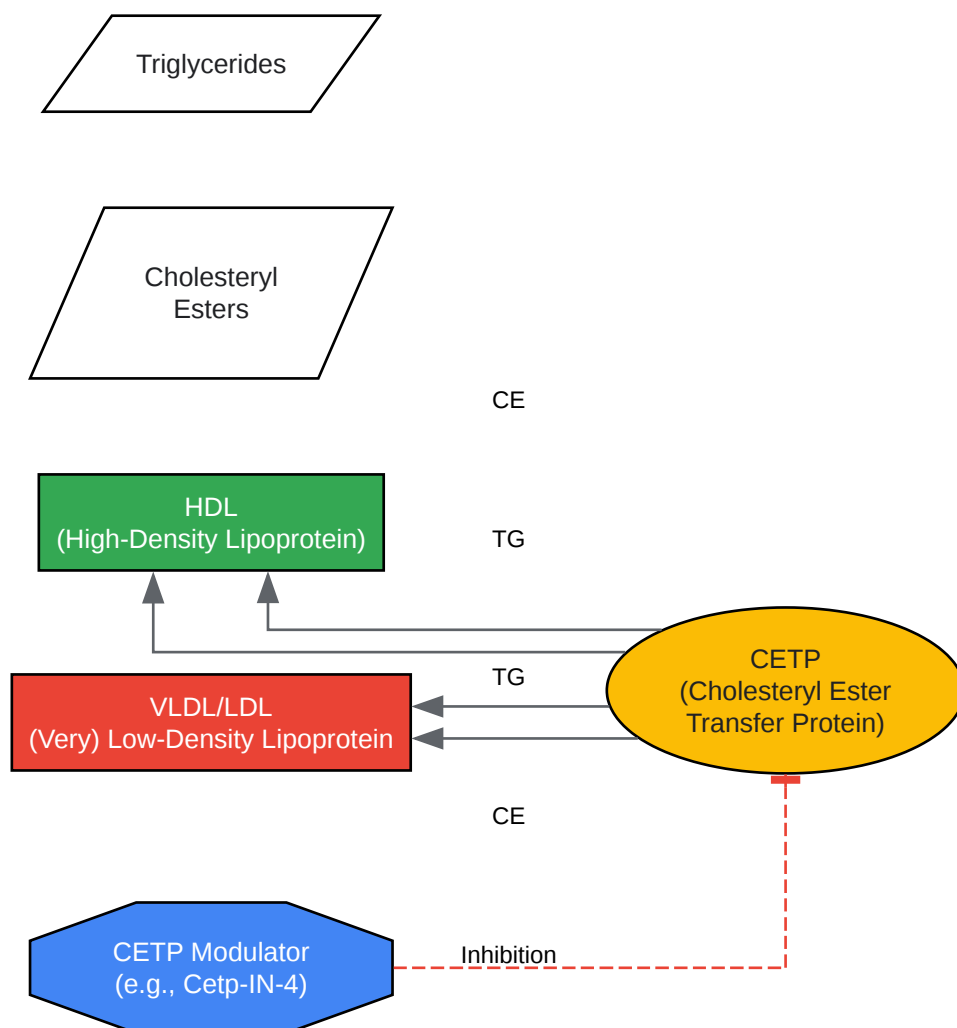 Triglycerides
Cholesteryl
Esters
CE
HDL
(High-Density Lipoprotein)
TG
CETP
(Cholesteryl Ester
Transfer Protein)
TG
VLDL/LDL
(Very) Low-Density Lipoprotein
CE
CETP Modulator
(e.g., Cetp-IN-4)
Inhibition